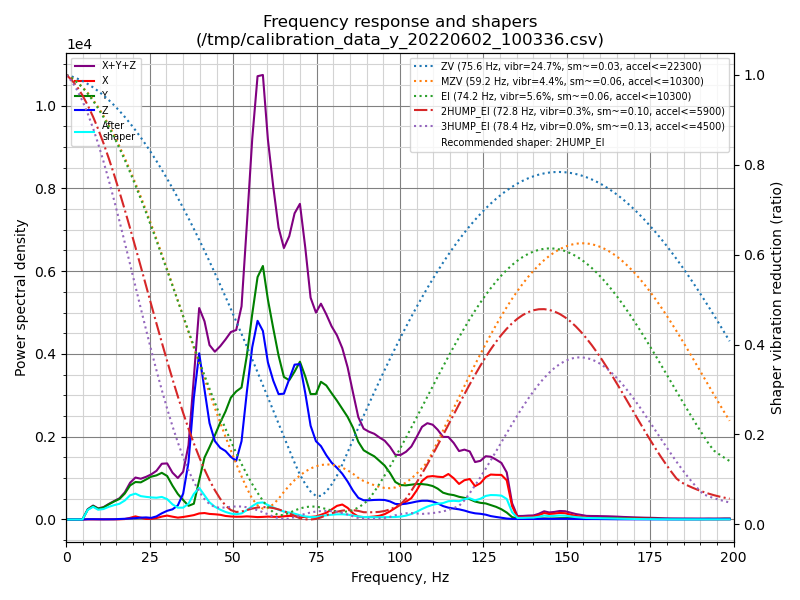 Frequency response and shapers
(/tmp/calibration_data_y_20220602_100336.csv)
1e4
X+Y+Z
X
Y
Z
After
shaper
ZV (75.6 Hz, vibr=24.7%, sm~=0.03, accel<=22300)
MZV (59.2 Hz, vibr=4.4%, sm~=0.06, accel<=10300)
EI (74.2 Hz, vibr=5.6%, sm~=0.06, accel<=10300)
2HUMP_EI (72.8 Hz, vibr=0.3%, sm~=0.10, accel<=5900)
3HUMP_EI (78.4 Hz, vibr=0.0%, sm~=0.13, accel<=4500)
Recommended shaper: 2HUMP_EI
Power spectral density
1.0
0.8
0.6
0.4
0.2
0.0
Shaper vibration reduction (ratio)
1.0
0.8
0.6
0.4
0.2
0.0
0 25 50 75 100 125 150 175 200
Frequency, Hz